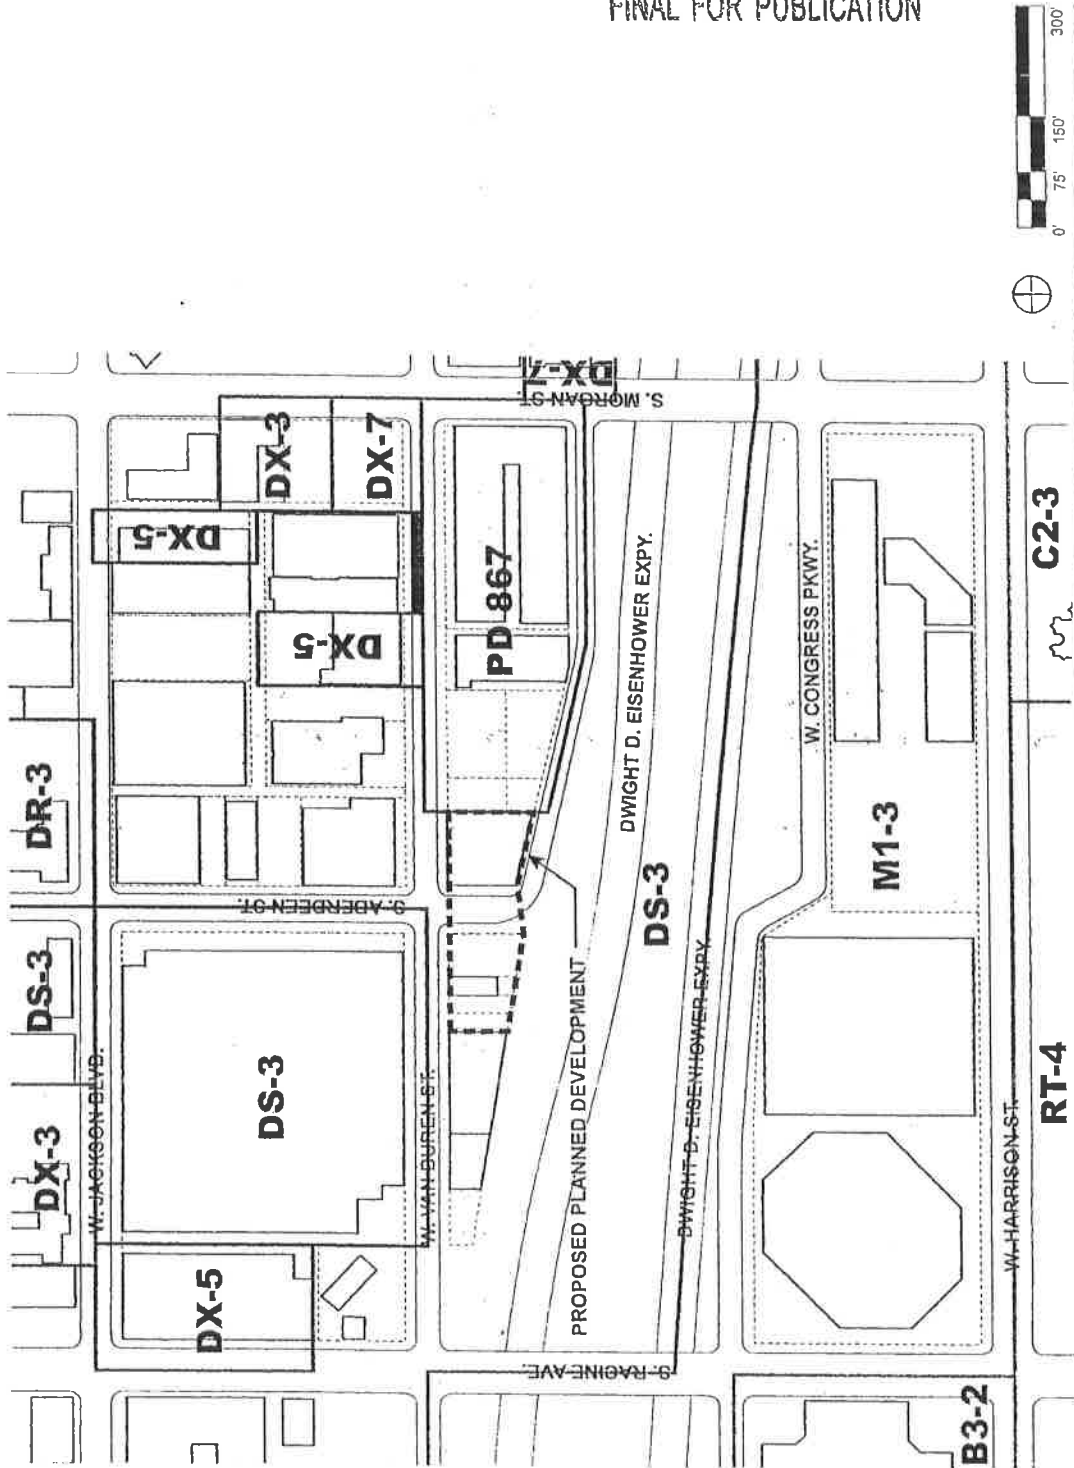 FINAL FOR PUBLICATION
0' 75' 150' 300'
DR-3
DS-3
DX-3
W. JACKSON BLVD.
DX-5
DX-5
DX-3
DX-7
DX-7
S. MORGAN ST.
S. ABERDEEN ST.
DS-3
DX-5
W. VAN BUREN ST.
PD 867
PROPOSED PLANNED DEVELOPMENT
DWIGHT D. EISENHOWER EXPY.
DS-3
DWIGHT D. EISENHOWER EXPY.
S. RACINE AVE.
W. CONGRESS PKWY.
M1-3
W. HARRISON ST.
B3-2
RT-4
C2-3